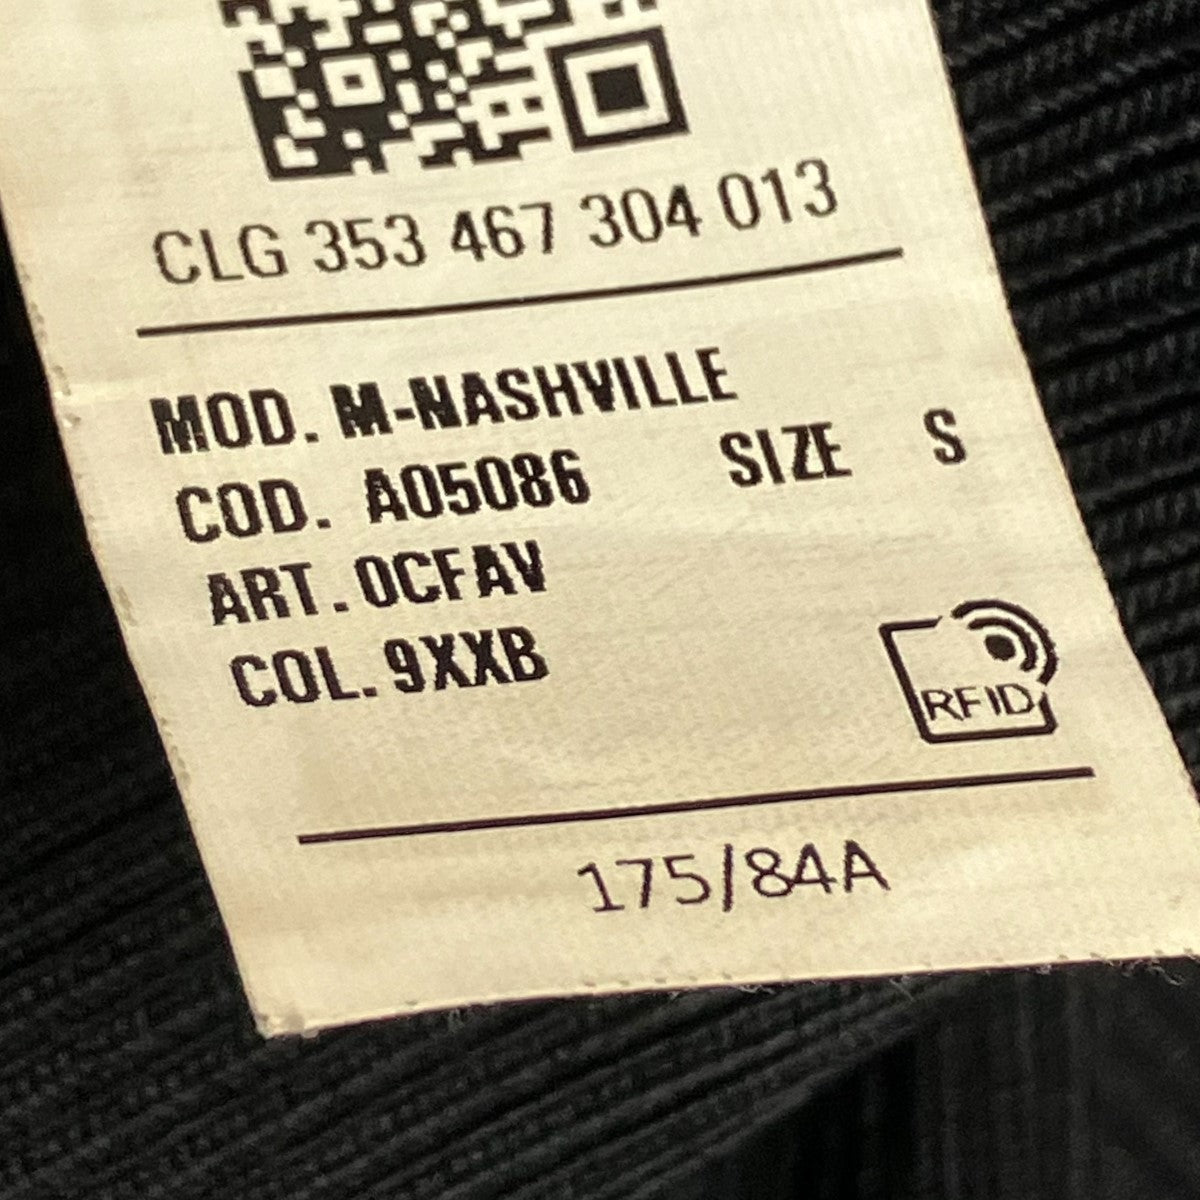 CLG 353 467 304 013
MOD. M-NASHVILLE
COD. A05086 SIZE S
ART. 0CFAV
COL. 9XXB
RFID
175/84A